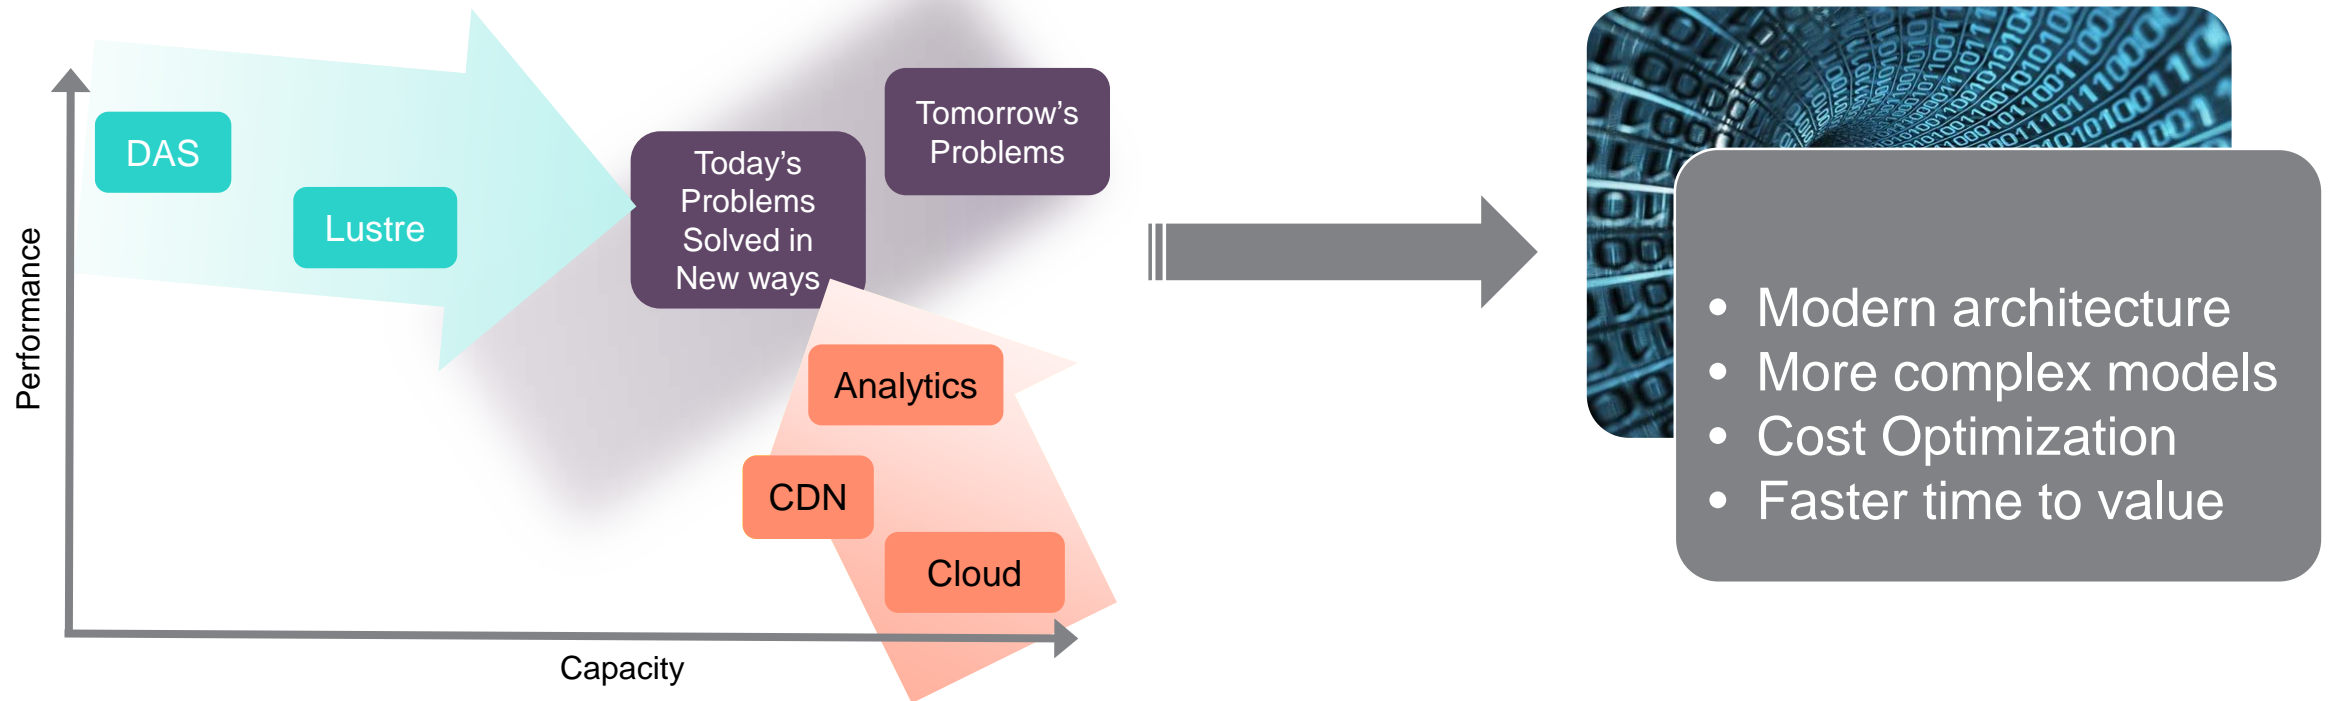 Performance
DAS
Lustre
Today’s
Problems
Solved in
New ways
Tomorrow’s
Problems
Analytics
CDN
Cloud
Capacity
• Modern architecture
• More complex models
• Cost Optimization
• Faster time to value